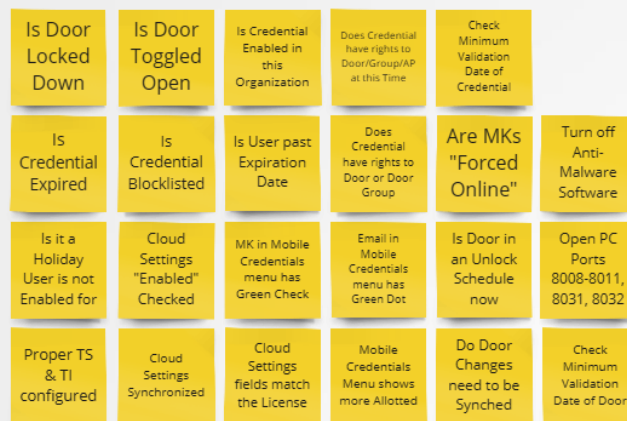 Is Door
Locked
Down
Is Door
Toggled
Open
Is Credential
Enabled in
this
Organization
Does Credential
have rights to
Door/Group/AP
at this Time
Check
Minimum
Validation
Date of
Credential
Is
Credential
Expired
Is
Credential
Blocklisted
Is User past
Expiration
Date
Does
Credential
have rights to
Door or Door
Group
Are MKs
"Forced
Online"
Turn off
Anti-
Malware
Software
Is it a
Holiday
User is not
Enabled for
Cloud
Settings
"Enabled"
Checked
MK in Mobile
Credentials
menu has
Green Check
Email in
Mobile
Credentials
menu has
Green Dot
Is Door in
an Unlock
Schedule
now
Open PC
Ports
8008-8011,
8031, 8032
Proper TS
& TI
configured
Cloud
Settings
Synchronized
Cloud
Settings
fields match
the License
Mobile
Credentials
Menu shows
more Allotted
Do Door
Changes
need to be
Synched
Check
Minimum
Validation
Date of Door